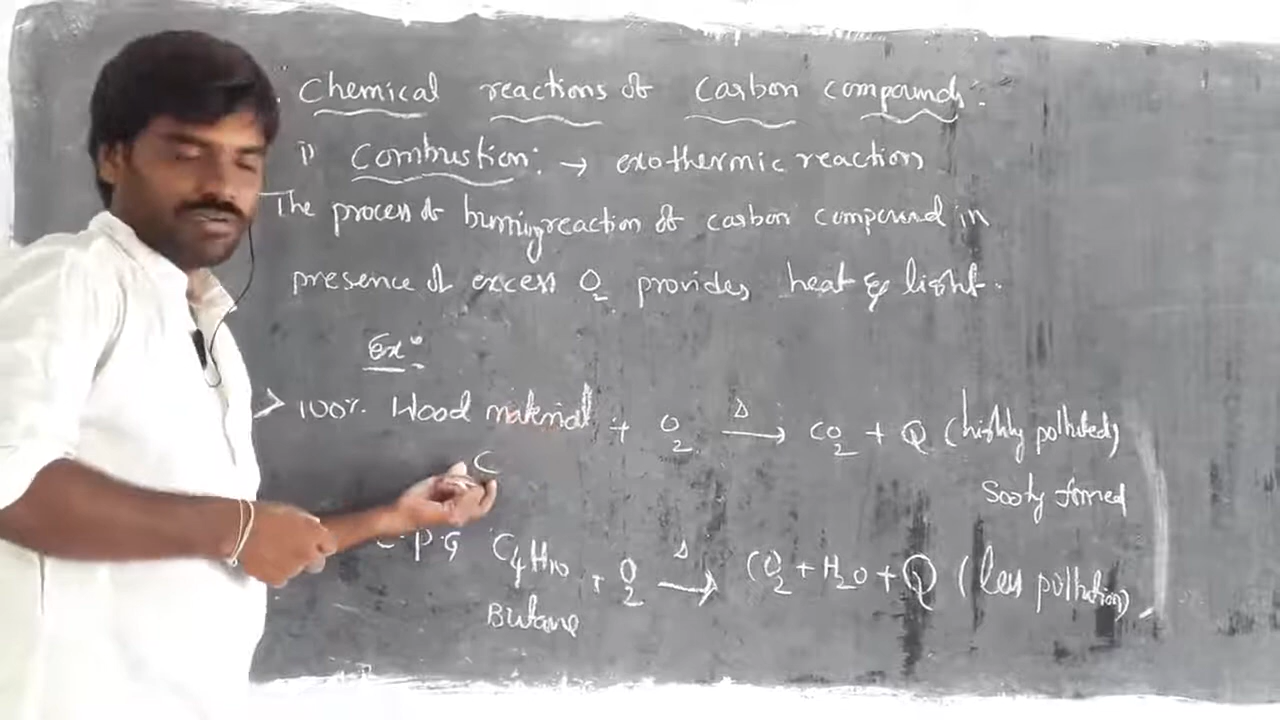 Chemical reactions of Carbon compounds:
1) Combustion: → exothermic reaction
The process of burning reaction of carbon compound in
presence of excess O2 provides heat & light.
Ex:
> 100% Wood material + O2 Δ→ CO2 + Q (highly polluted)
C
Sooty formed
L.P.G C4H10 + O2 Δ→ CO2 + H2O + Q (less pollution)
Butane